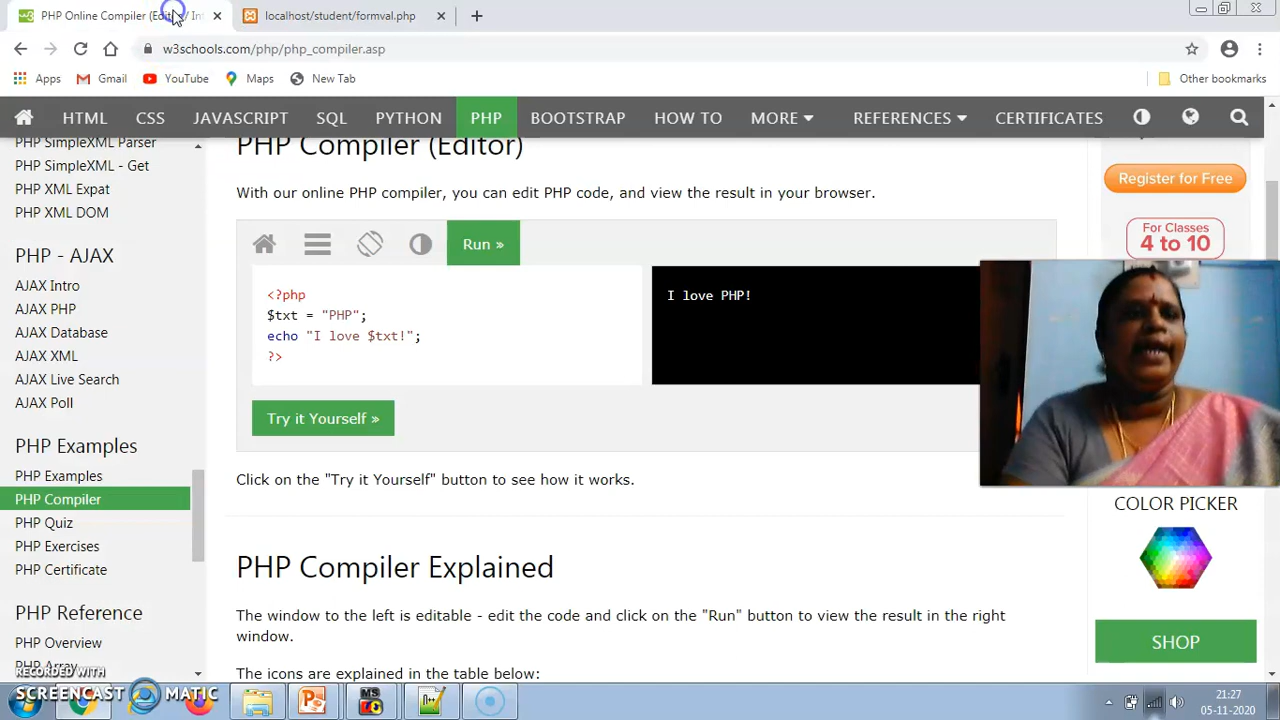 PHP Online Compiler (Edit
localhost/student/formval.php
w3schools.com/php/php_compiler.asp
Apps Gmail YouTube Maps New Tab Other bookmarks
HTML CSS JAVASCRIPT SQL PYTHON PHP BOOTSTRAP HOW TO MORE REFERENCES CERTIFICATES
PHP SimpleXML Parser
PHP SimpleXML - Get
PHP XML Expat
PHP XML DOM
PHP - AJAX
AJAX Intro
AJAX PHP
AJAX Database
AJAX XML
AJAX Live Search
AJAX Poll
PHP Examples
PHP Examples
PHP Compiler
PHP Quiz
PHP Exercises
PHP Certificate
PHP Reference
PHP Overview
PHP Array
PHP Compiler (Editor)
With our online PHP compiler, you can edit PHP code, and view the result in your browser.
Run »
<?php
$txt = "PHP";
echo "I love $txt!";
?>
I love PHP!
Try it Yourself »
Click on the "Try it Yourself" button to see how it works.
PHP Compiler Explained
The window to the left is editable - edit the code and click on the "Run" button to view the result in the right
window.
The icons are explained in the table below:
Register for Free
For Classes
4 to 10
COLOR PICKER
SHOP
RECORDED WITH
SCREENCAST MATIC
21:27
05-11-2020